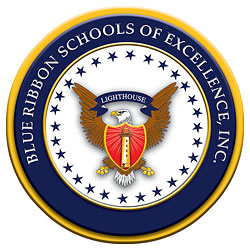 BLUE RIBBON SCHOOLS OF EXCELLENCE, INC.
LIGHTHOUSE